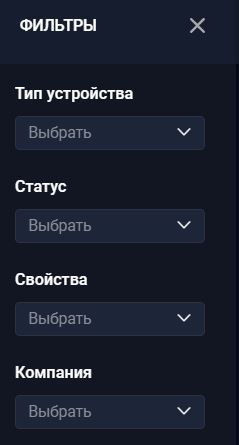 ФИЛЬТРЫ
Тип устройства
Выбрать
Статус
Выбрать
Свойства
Выбрать
Компания
Выбрать